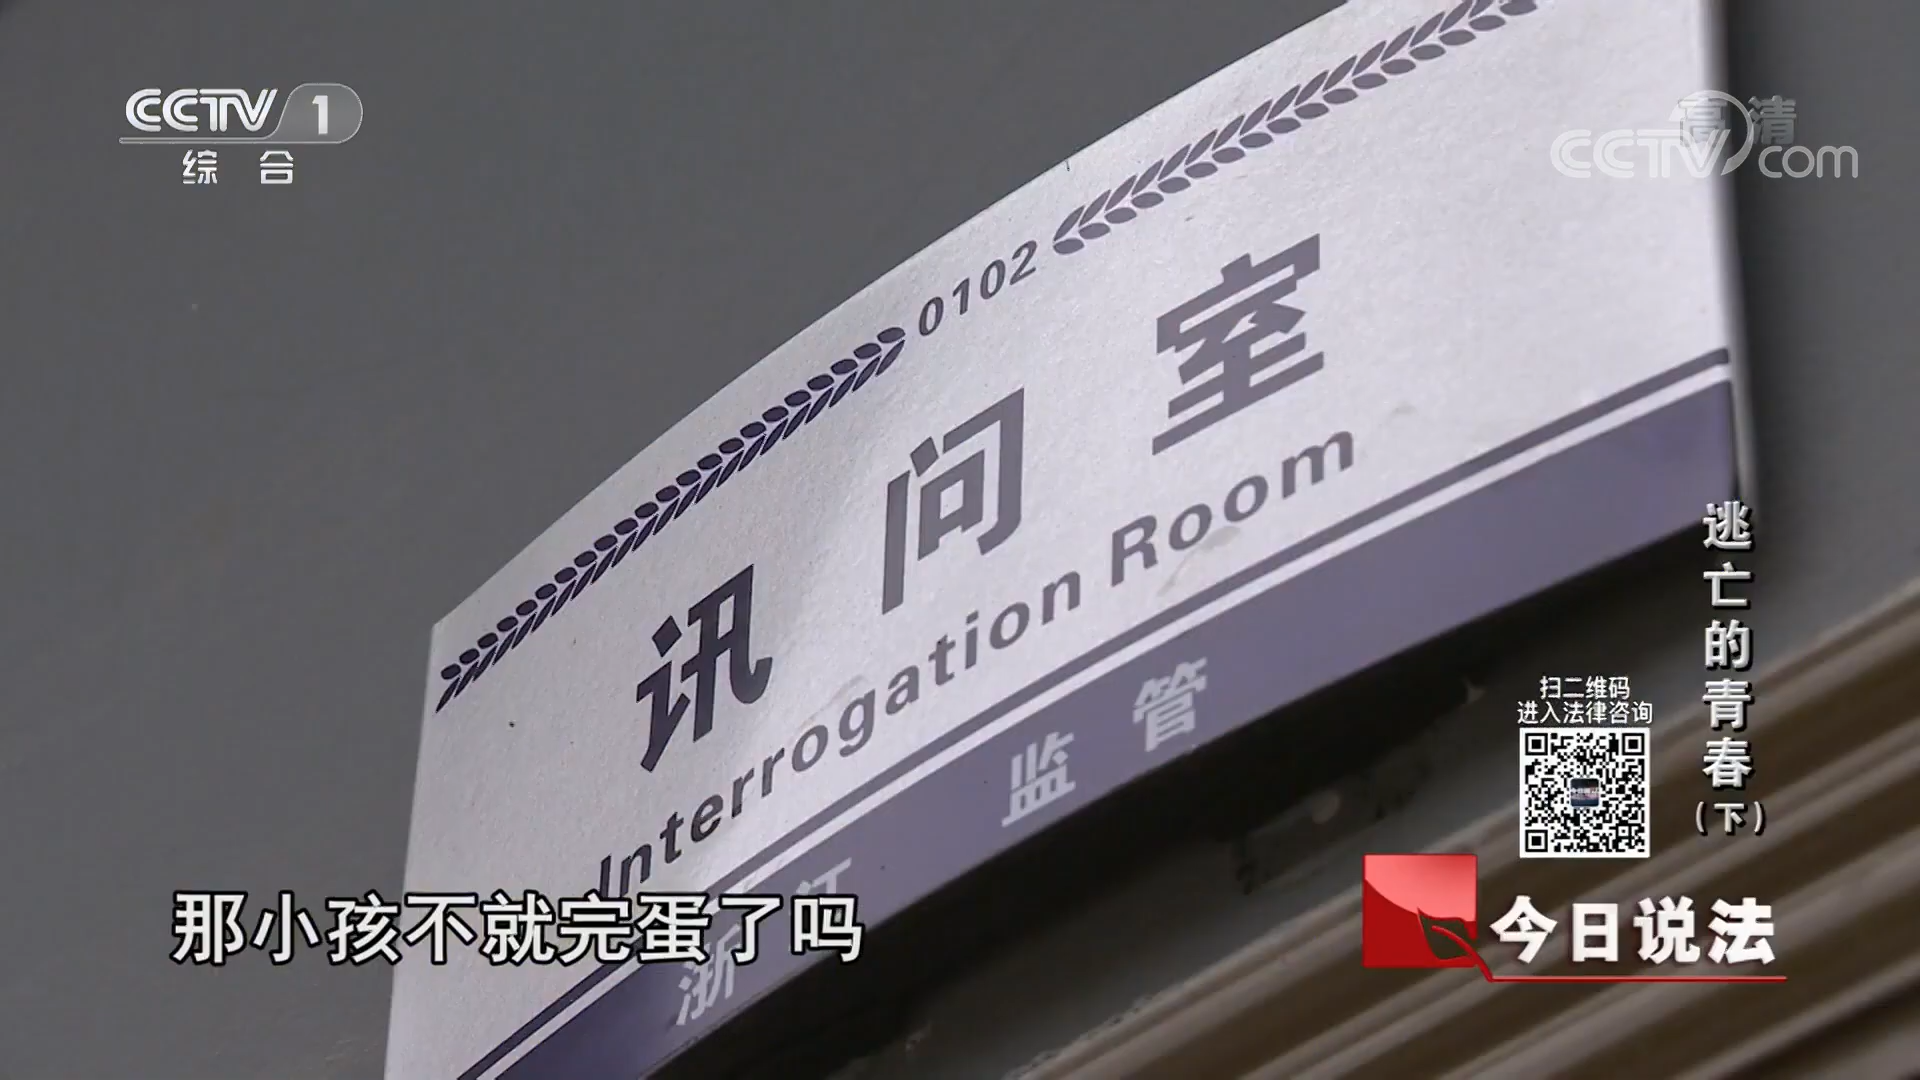 CCTV 1
综合
高清
CCTV com
0102
讯问室
Interrogation Room
浙江监管
逃亡的青春
(下)
扫二维码
进入法律咨询
今日说法
那小孩不就完蛋了吗